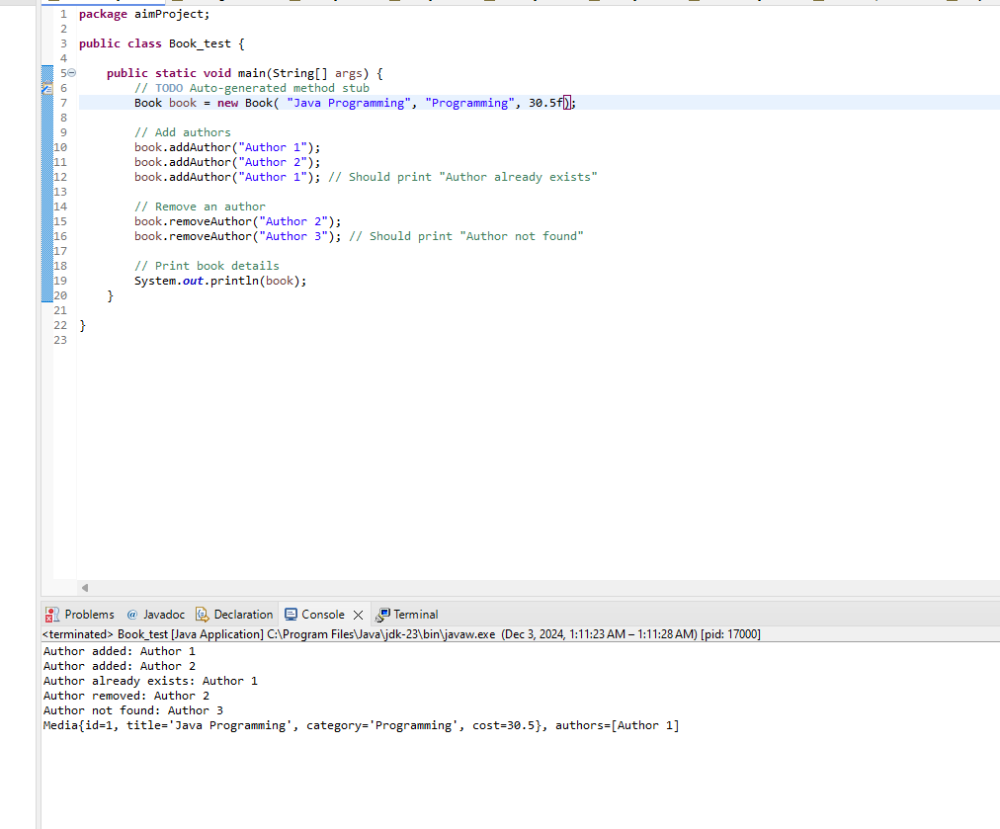 1 package aimProject;
2
3 public class Book_test {
4
5 public static void main(String[] args) {
6 // TODO Auto-generated method stub
7 Book book = new Book( "Java Programming", "Programming", 30.5f);
8
9 // Add authors
10 book.addAuthor("Author 1");
11 book.addAuthor("Author 2");
12 book.addAuthor("Author 1"); // Should print "Author already exists"
13
14 // Remove an author
15 book.removeAuthor("Author 2");
16 book.removeAuthor("Author 3"); // Should print "Author not found"
17
18 // Print book details
19 System.out.println(book);
20 }
21
22 }
23
Problems @ Javadoc Declaration Console Terminal
<terminated> Book_test [Java Application] C:\Program Files\Java\jdk-23\bin\javaw.exe (Dec 3, 2024, 1:11:23 AM – 1:11:28 AM) [pid: 17000]
Author added: Author 1
Author added: Author 2
Author already exists: Author 1
Author removed: Author 2
Author not found: Author 3
Media{id=1, title='Java Programming', category='Programming', cost=30.5}, authors=[Author 1]